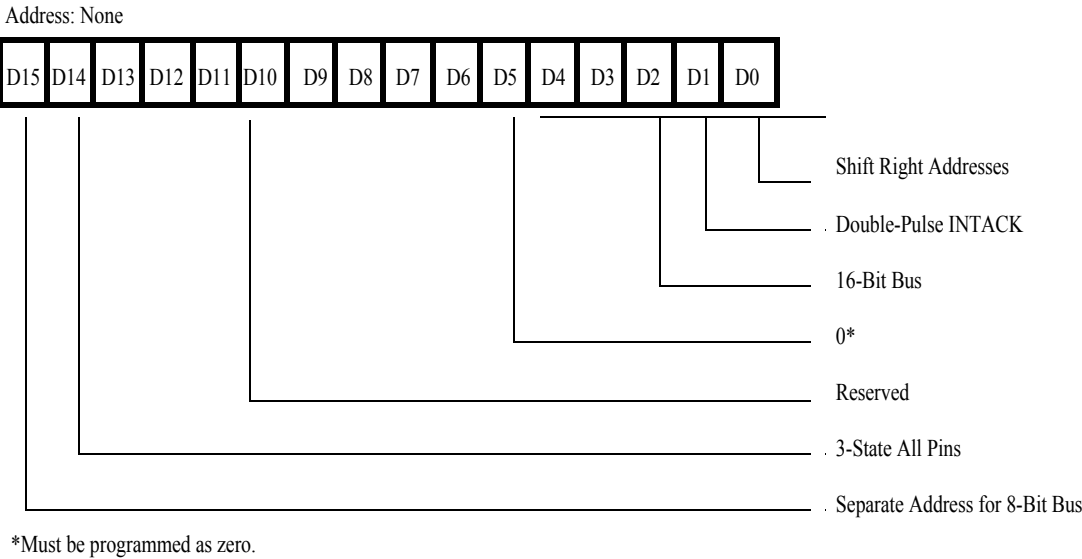 Address: None
D15 D14 D13 D12 D11 D10 D9 D8 D7 D6 D5 D4 D3 D2 D1 D0
Shift Right Addresses
Double-Pulse INTACK
16-Bit Bus
0*
Reserved
3-State All Pins
Separate Address for 8-Bit Bus
*Must be programmed as zero.